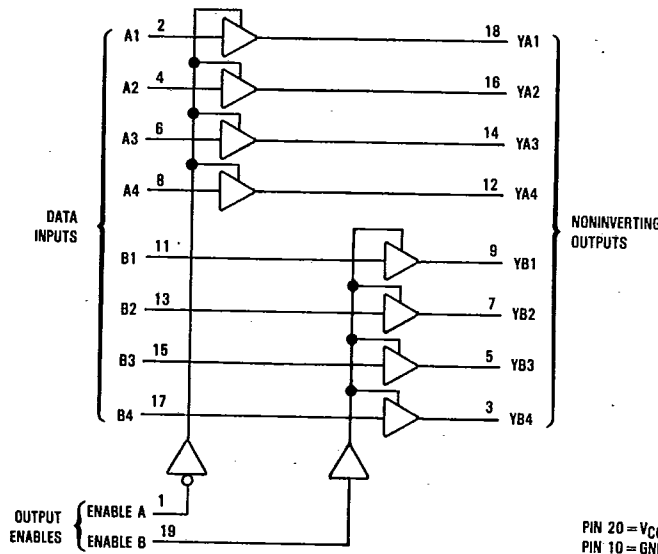 A1 2 18 YA1
A2 4 16 YA2
A3 6 14 YA3
A4 8 12 YA4
DATA
INPUTS
NONINVERTING
OUTPUTS
B1 11 9 YB1
B2 13 7 YB2
B3 15 5 YB3
B4 17 3 YB4
OUTPUT
ENABLES
ENABLE A 1
ENABLE B 19
PIN 20 = VCC
PIN 10 = GND